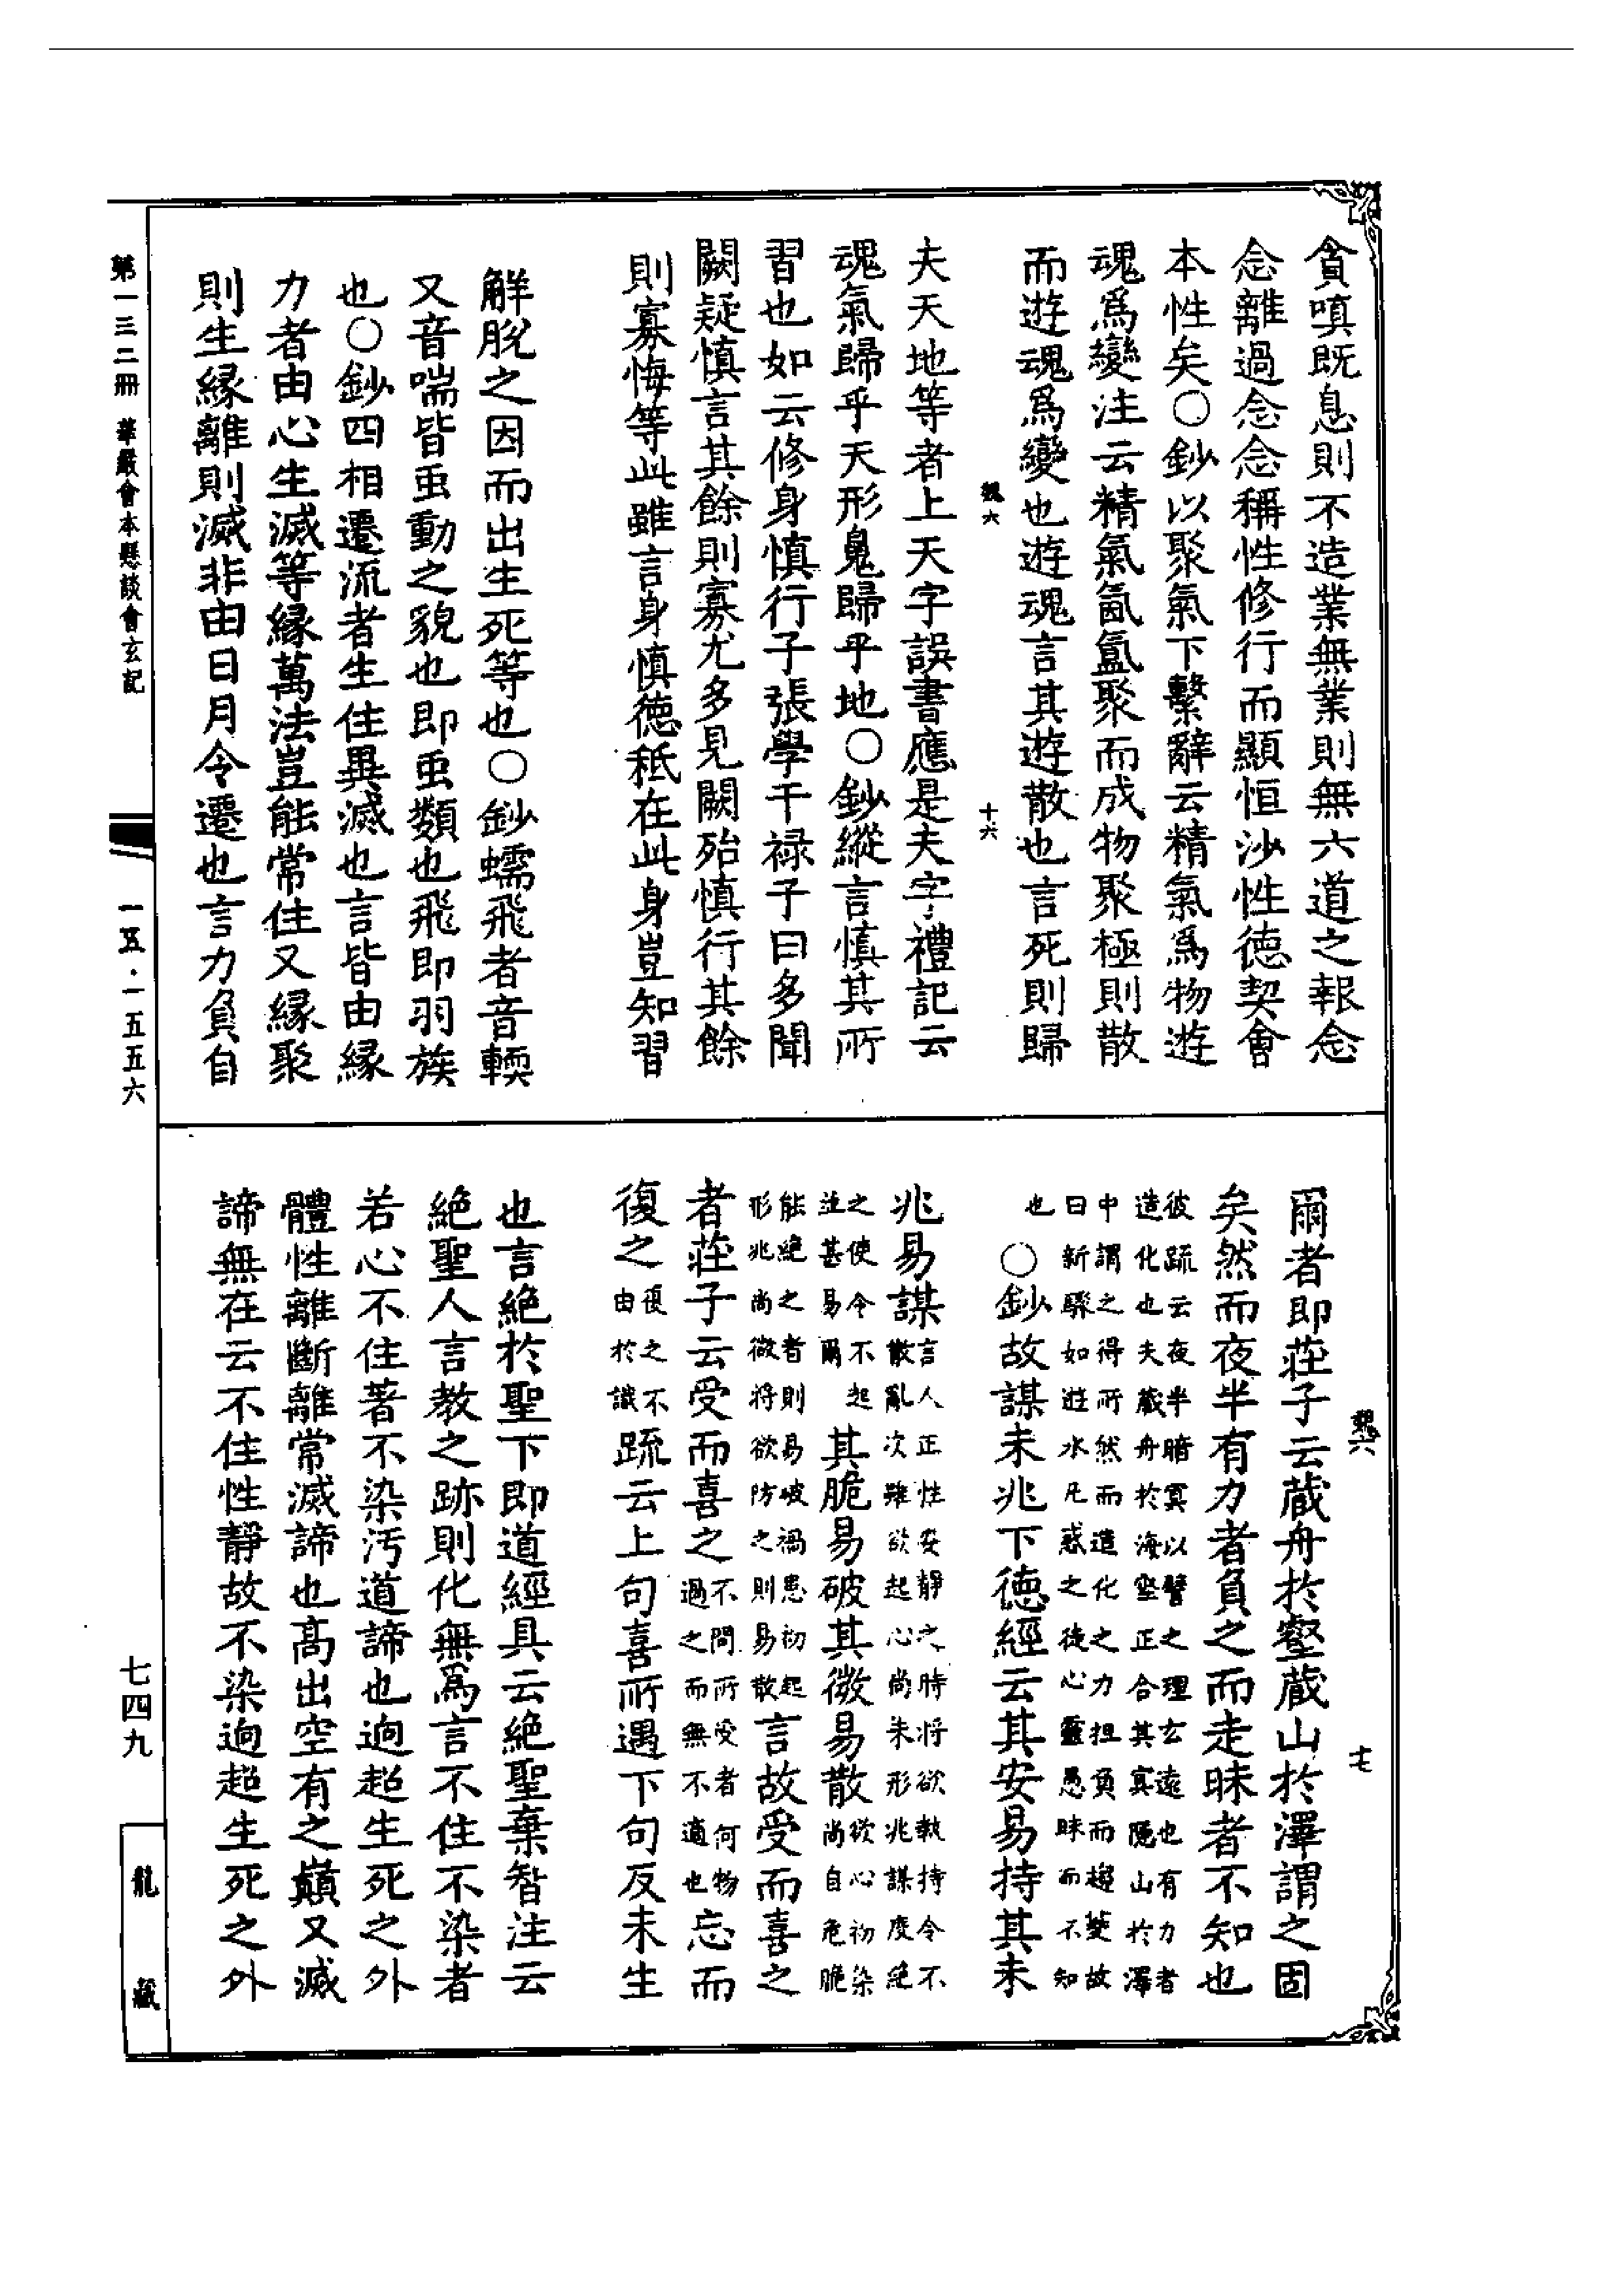 貪嗔既息則不造業無業則無六道之報念
念離過念念稱性修行而顯恒沙性德契會
本性矣○鈔以聚氣下繫辭云精氣爲物遊
魂爲變注云精氣氤氳聚而成物聚極則散
而遊魂爲變也遊魂言其遊散也言死則歸
十六
夫天地等者上天字誤書應是夫字禮記云
魂氣歸乎天形鬼歸乎地○鈔縱言慎其所
習也如云修身慎行子張學干祿子曰多聞
闕疑慎言其餘則寡尤多見闕殆慎行其餘
則寡悔等此雖言身慎德秖在此身豈知習
解脫之因而出生死等也○鈔蠕飛者音輭
又音喘皆䖝動之貌也即䖝類也飛即羽族
也○鈔四相遷流者生住異滅也言皆由緣
力者由心生滅等緣萬法豈能常住又緣聚
則生緣離則滅非由日月令遷也言力負自
第一三二冊 華嚴會本懸談會玄記
一五·一五五六
爾者即莊子云藏舟於壑藏山於澤謂之固
矣然而夜半有力者負之而走昧者不知也
彼疏云夜半暗冥以譬之理玄遠也有力者
造化也夫藏舟於海壑正合其寘隱山於澤
中謂之得所然而造化之力担負而趨變故
日新驟如逝水凡惑之徒心靈愚昧而不知
也
○鈔故謀未兆下德經云其安易持其未
兆易謀
言人正性安靜之時將欲執持令不
散亂次雖欲起心尚未形兆謀度絕
之使令不起
並甚易爾
其脆易破其微易散
欲心初染
尚自危脆
能絕之者則易破禍患初起
形兆尚微將欲防之則易散
言故受而喜之
者莊子云受而喜之
不問所受者何物
過之而無不適也
忘而
復之
復之不
由於識
疏云上句喜所遇下句反未生
也言絕於聖下即道經具云絕聖棄智注云
絕聖人言教之跡則化無爲言不住不染者
若心不住著不染汚道諦也逈超生死之外
體性離斷離常滅諦也高出空有之巔又滅
諦無在云不住性靜故不染逈超生死之外
七四九
龍藏